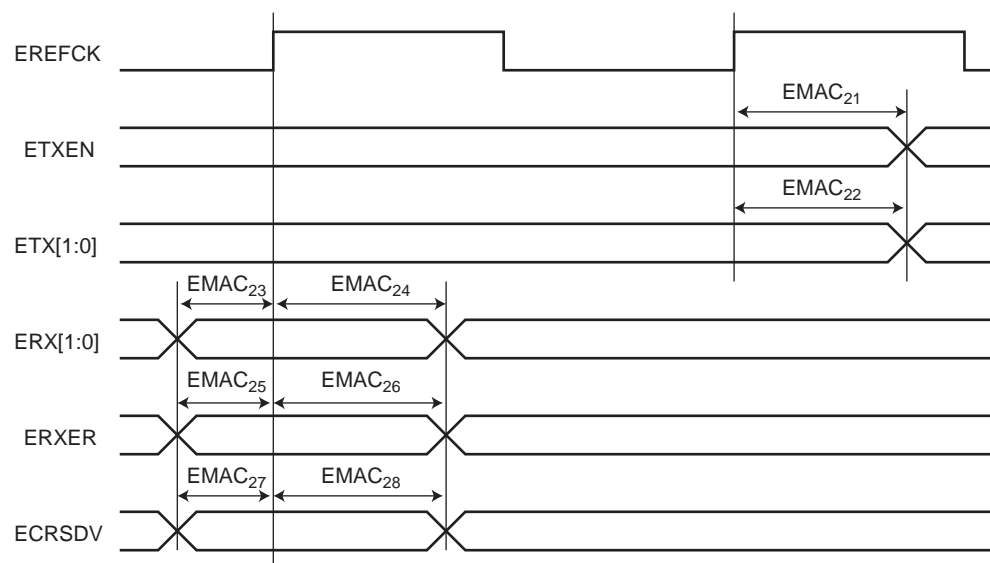 EREFCK
EMAC21
ETXEN
EMAC22
ETX[1:0]
EMAC23 EMAC24
ERX[1:0]
EMAC25 EMAC26
ERXER
EMAC27 EMAC28
ECRSDV